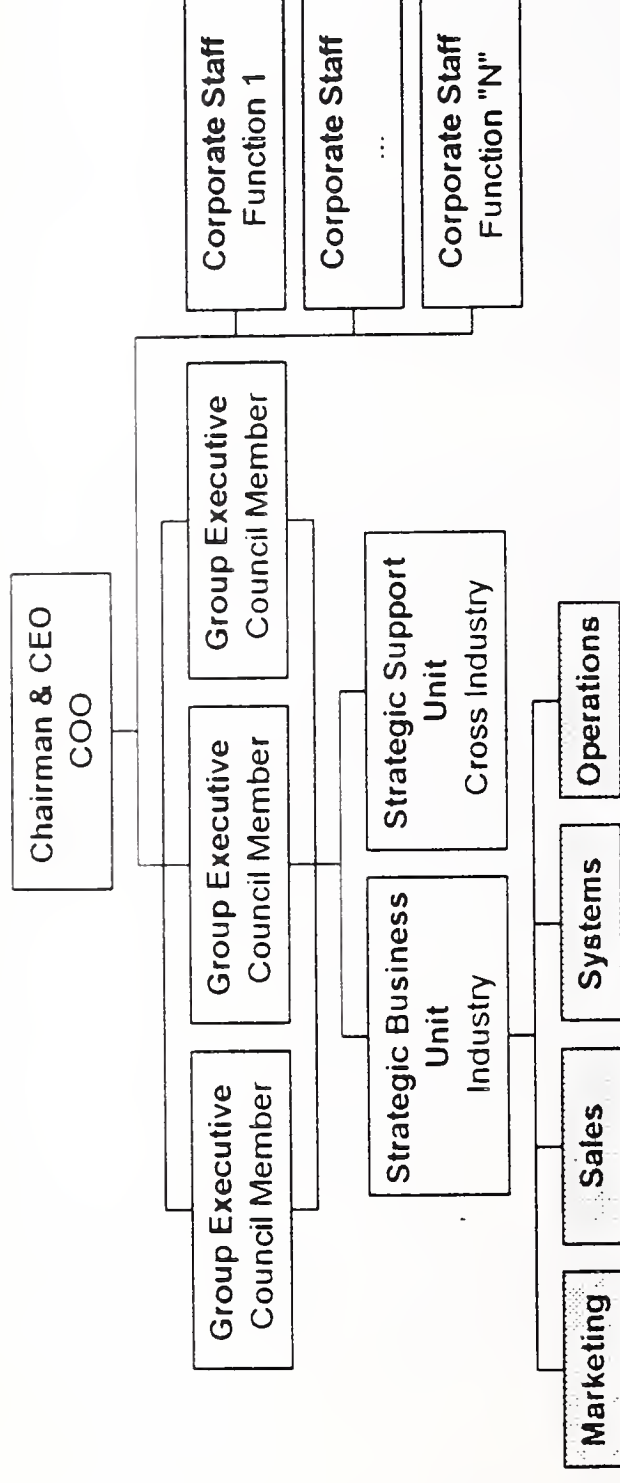 Chairman & CEO
COO
Group Executive
Council Member
Group Executive
Council Member
Group Executive
Council Member
Corporate Staff
Function 1
Corporate Staff
...
Corporate Staff
Function "N"
Strategic Business
Unit
Industry
Strategic Support
Unit
Cross Industry
Marketing
Sales
Systems
Operations